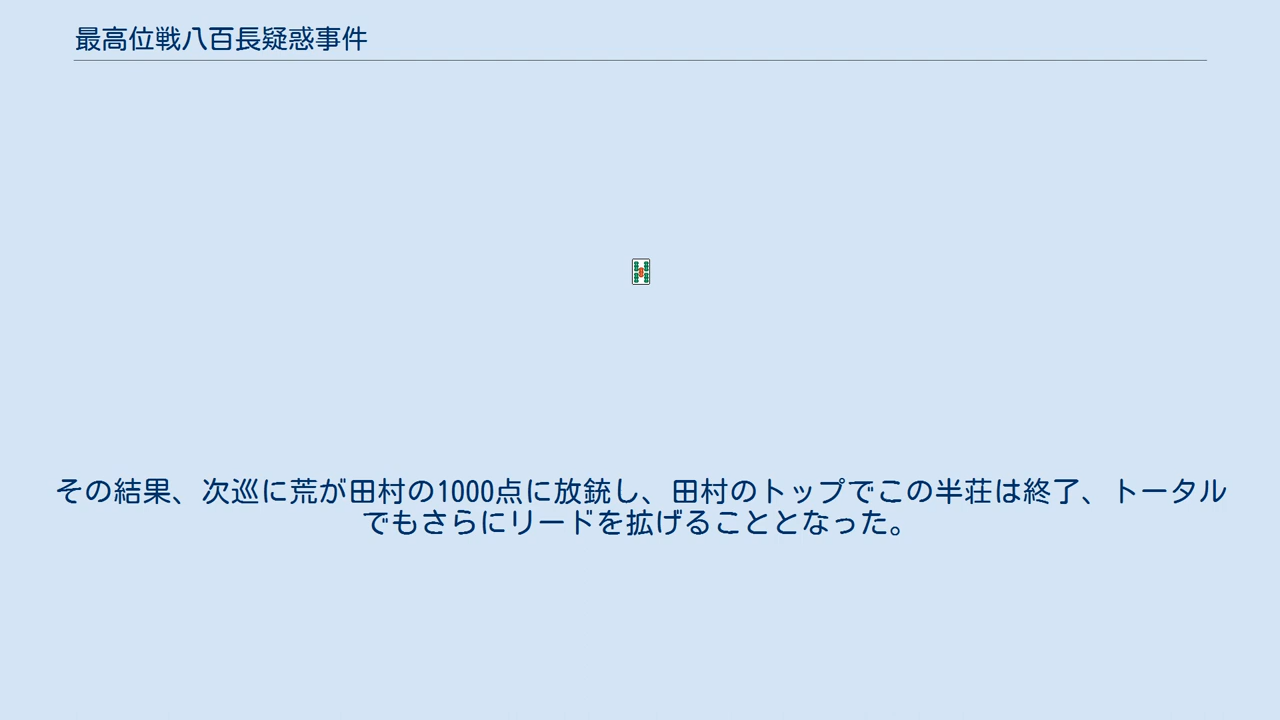 最高位戦八百長疑惑事件
その結果、次巡に荒が田村の1000点に放銃し、田村のトップでこの半荘は終了、トータル
でもさらにリードを拡げることとなった。